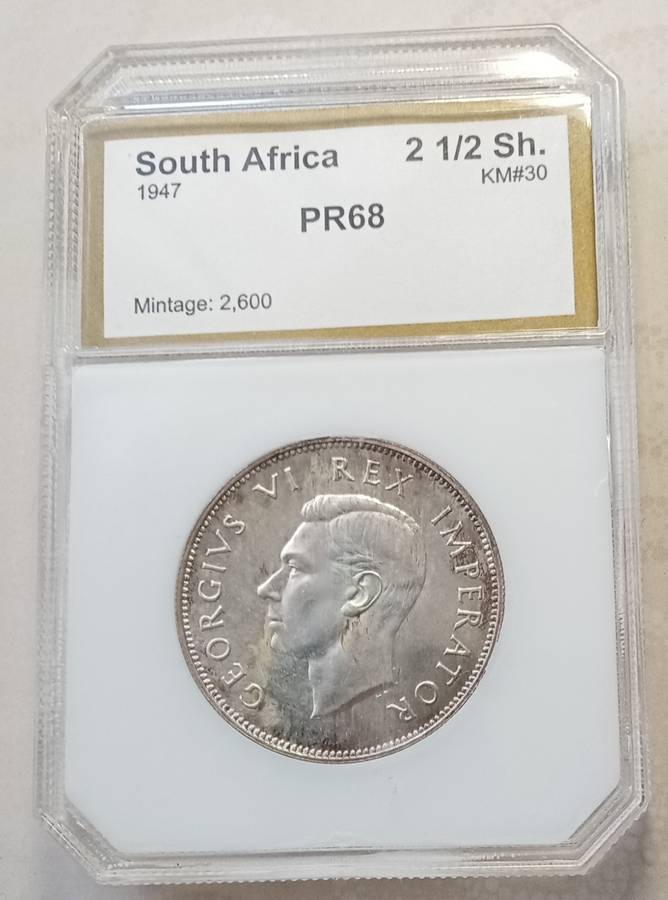 South Africa 2 1/2 Sh.
1947 KM#30
PR68
Mintage: 2,600
GEORGIVS VI REX IMPERATOR